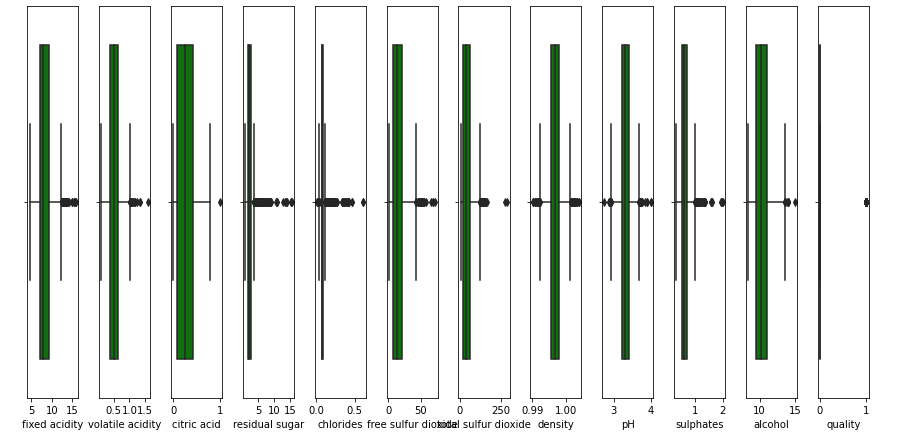 5 10 15 0.5 1.0 1.5 0 1 5 10 15 0.0 0.5 0 50 0 250 0.99 1.00 3 4 1 2 10 15 0 1
fixed acidity volatile acidity citric acid residual sugar chlorides free sulfur dioxide total sulfur dioxide density pH sulphates alcohol quality